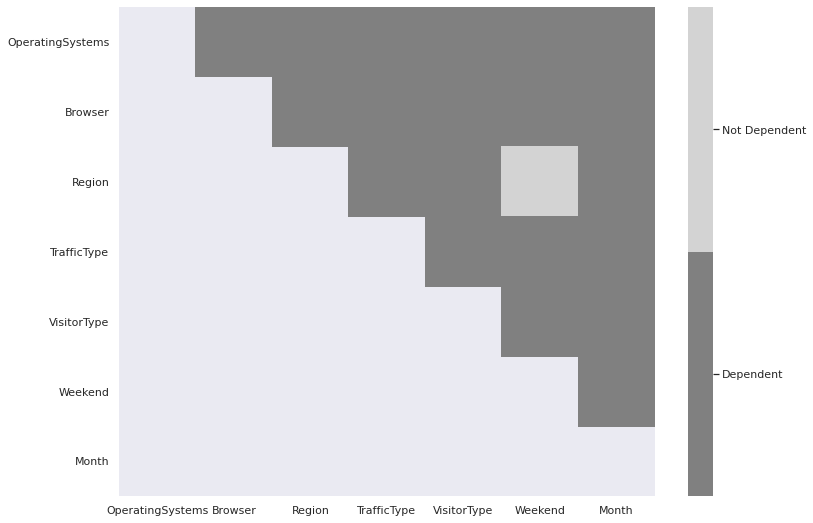 OperatingSystems
Browser
Region
TrafficType
VisitorType
Weekend
Month
OperatingSystems Browser Region TrafficType VisitorType Weekend Month
Not Dependent
Dependent